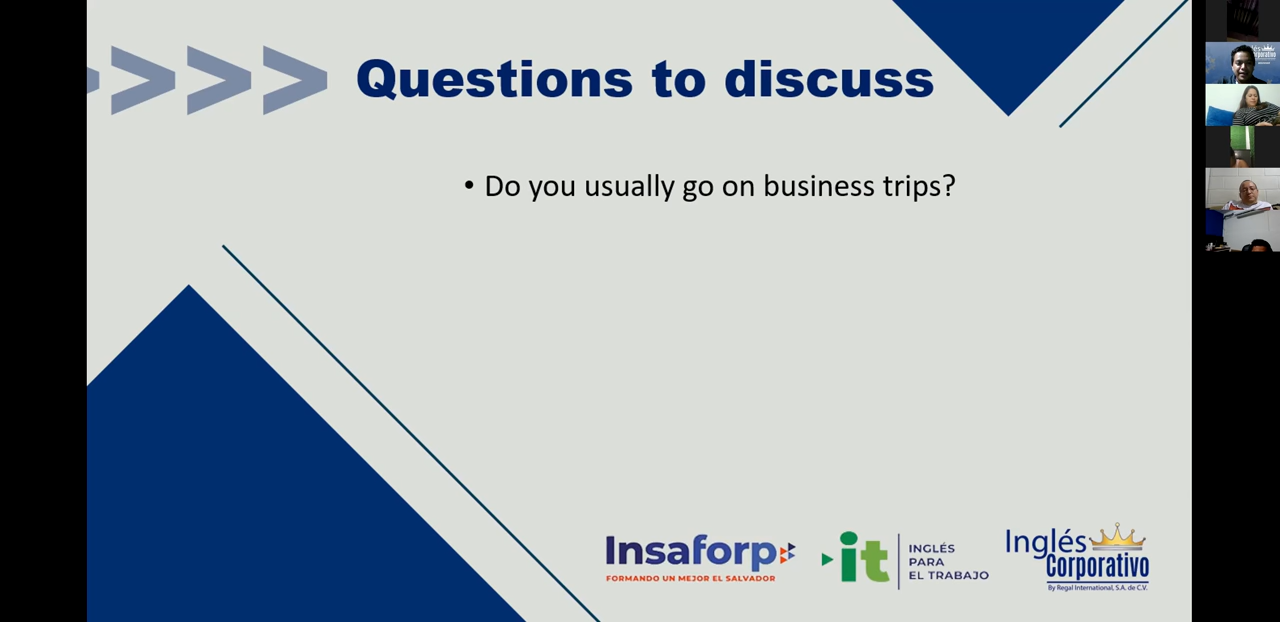 Questions to discuss
• Do you usually go on business trips?
Insaforp
FORMANDO UN MEJOR EL SALVADOR
it
INGLÉS
PARA
EL TRABAJO
Inglés
Corporativo
By Regal International, S.A. de C.V.